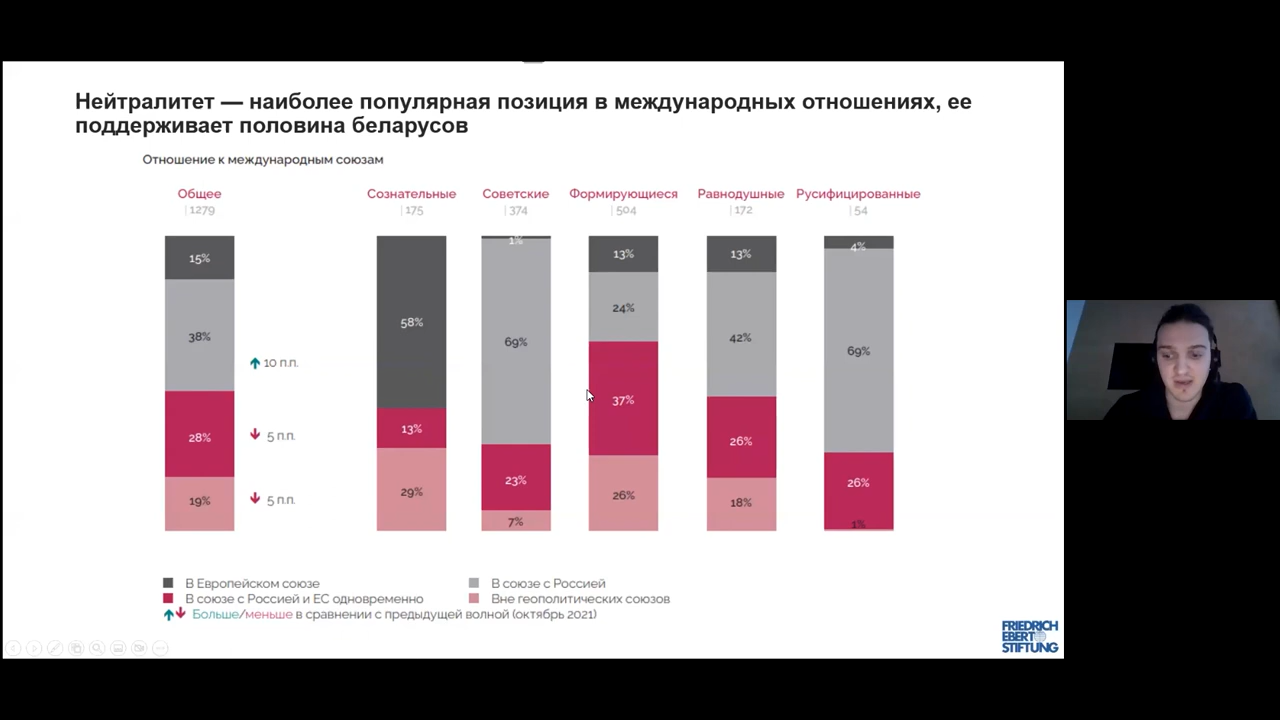 Нейтралитет — наиболее популярная позиция в международных отношениях, ее
поддерживает половина беларусов
Отношение к международным союзам
Общее
| 1279
Сознательные
| 175
Советские
| 374
Формирующиеся
| 504
Равнодушные
| 172
Русифицированные
| 54
15%
38%
28%
19%
10 п.п.
5 п.п.
5 п.п.
58%
13%
29%
1%
69%
23%
7%
13%
24%
37%
26%
13%
42%
26%
18%
4%
69%
26%
1%
В Европейском союзе
В союзе с Россией
В союзе с Россией и ЕС одновременно
Вне геополитических союзов
Больше/меньше в сравнении с предыдущей волной (октябрь 2021)
FRIEDRICH
EBERT
STIFTUNG